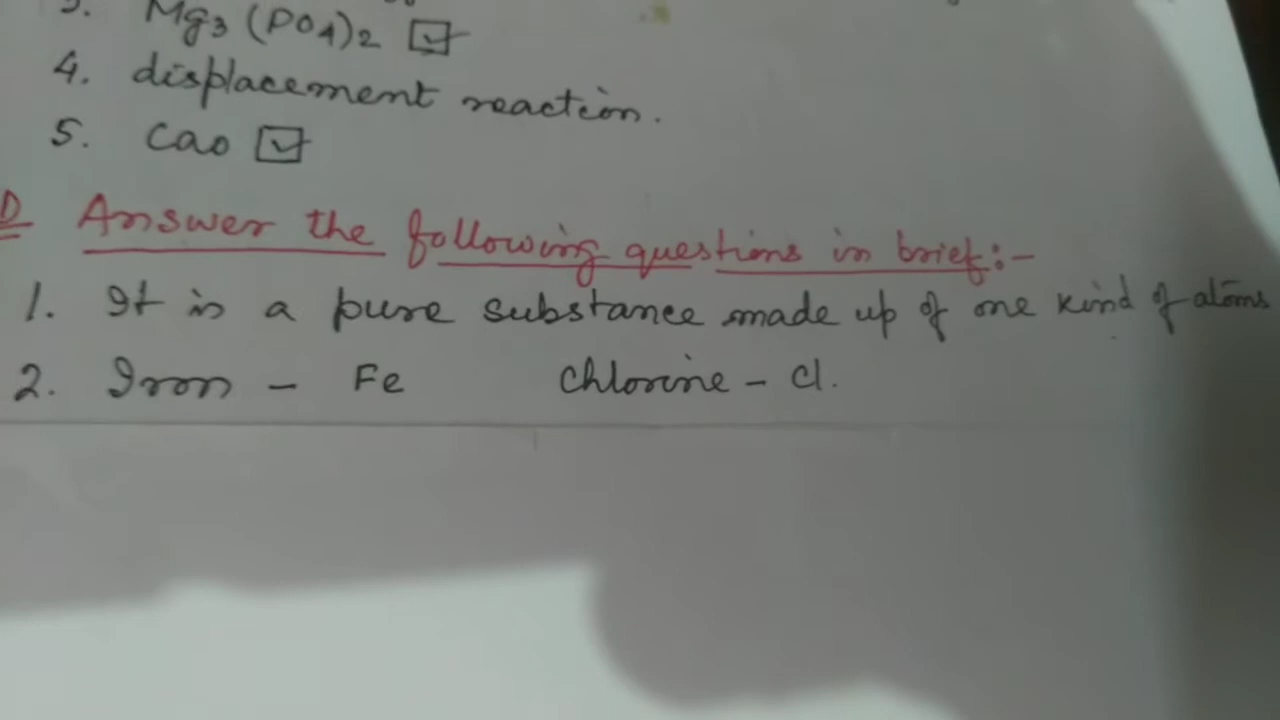 3. Mg3 (PO4)2 ☑
4. displacement reaction.
5. Cao ☑
D Answer the following questions in brief:-
1. It is a pure substance made up of one kind of atoms
2. Iron - Fe Chlorine - Cl.